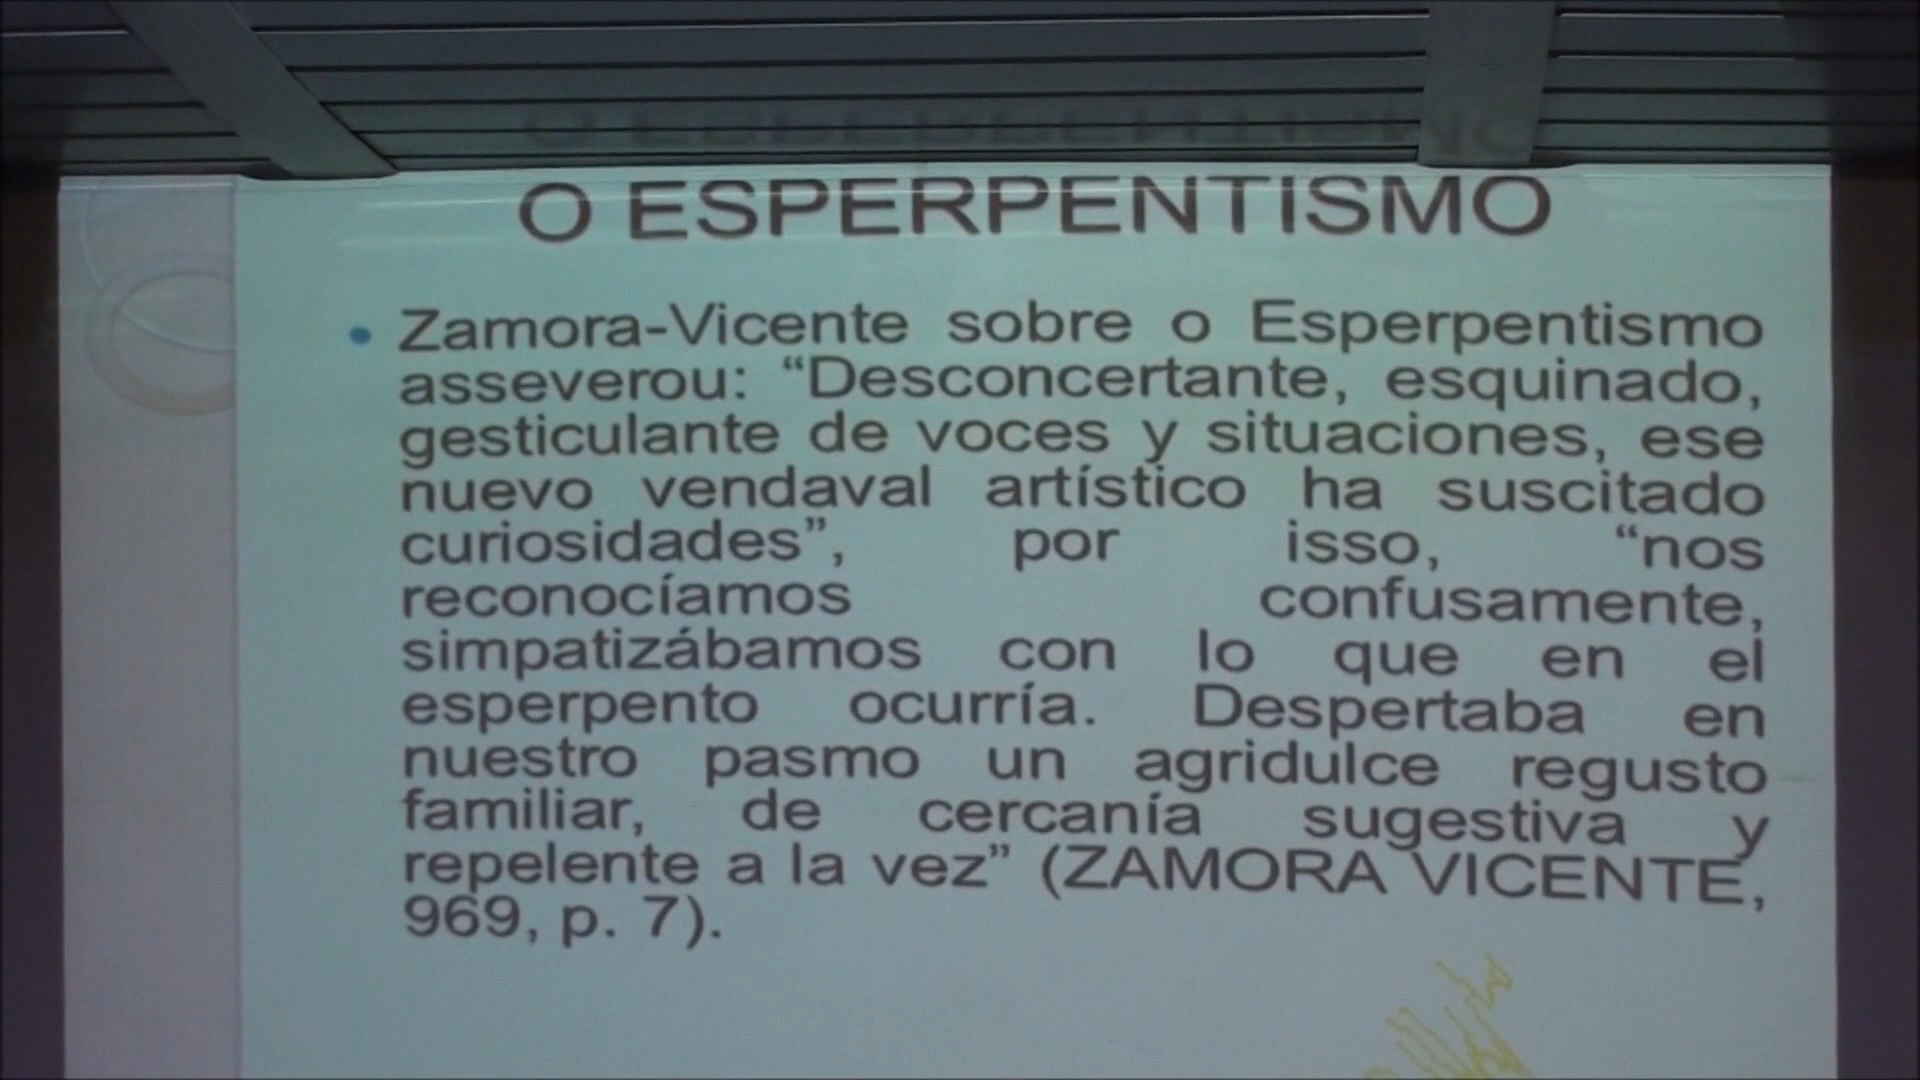 O ESPERPENTISMO
• Zamora-Vicente sobre o Esperpentismo
asseverou: “Desconcertante, esquinado,
gesticulante de voces y situaciones, ese
nuevo vendaval artístico ha suscitado
curiosidades”, por isso, “nos
reconocíamos confusamente,
simpatizábamos con lo que en el
esperpento ocurría. Despertaba en
nuestro pasmo un agridulce regusto
familiar, de cercanía sugestiva y
repelente a la vez” (ZAMORA VICENTE,
969, p. 7).